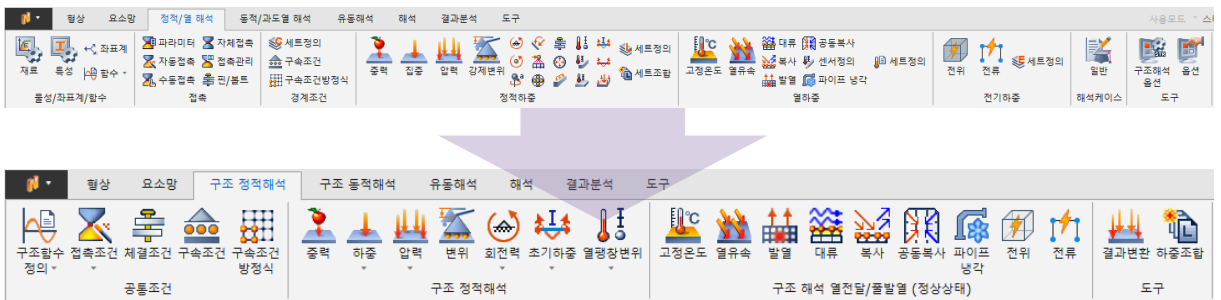 형상 요소망 정적/열 해석 동적/과도열 해석 유동해석 해석 결과분석 도구 사용모드
재료 특성 좌표계 함수
파라미터 자체접촉
자동접촉 접촉관리
수동접촉 핀/볼트
세트정의
구속조건
구속조건방정식
중력 집중 압력 강제변위
세트정의
세트조합
고정온도 열유속
대류 공동복사
복사 센서정의 세트정의
발열 파이프 냉각
전위 전류 세트정의
일반
구조해석
옵션
옵션
물성/좌표계/함수 접촉 경계조건 정적하중 열하중 전기하중 해석케이스 도구
형상 요소망 구조 정적해석 구조 동적해석 유동해석 해석 결과분석 도구
구조함수
정의
접촉조건 체결조건 구속조건 구속조건
방정식
중력 하중 압력 변위 회전력 초기하중 열팽창변위
고정온도 열유속 발열 대류 복사 공동복사 파이프
냉각
전위 전류
결과변환 하중조합
공통조건 구조 정적해석 구조 해석 열전달/줄발열 (정상상태) 도구